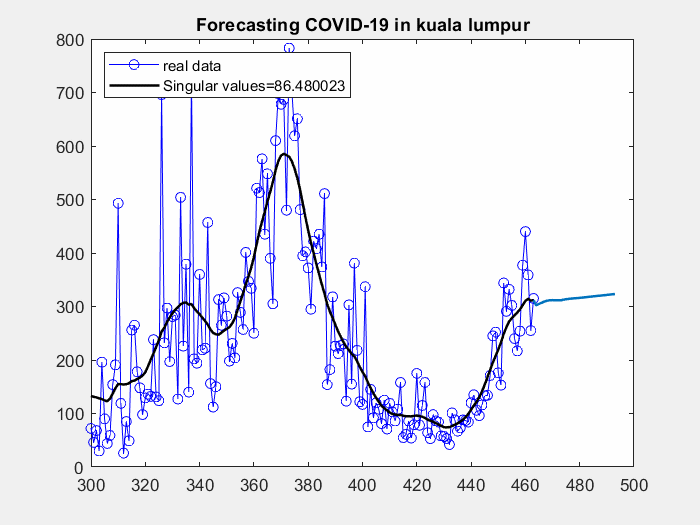 Forecasting COVID-19 in kuala lumpur
real data
Singular values=86.480023
800
700
600
500
400
300
200
100
0
300 320 340 360 380 400 420 440 460 480 500